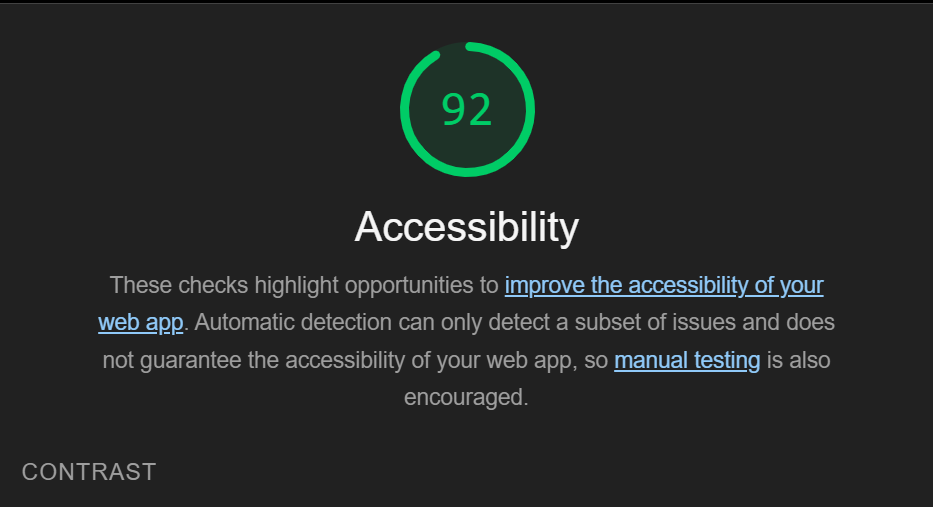 92
Accessibility
These checks highlight opportunities to improve the accessibility of your
web app. Automatic detection can only detect a subset of issues and does
not guarantee the accessibility of your web app, so manual testing is also
encouraged.
CONTRAST